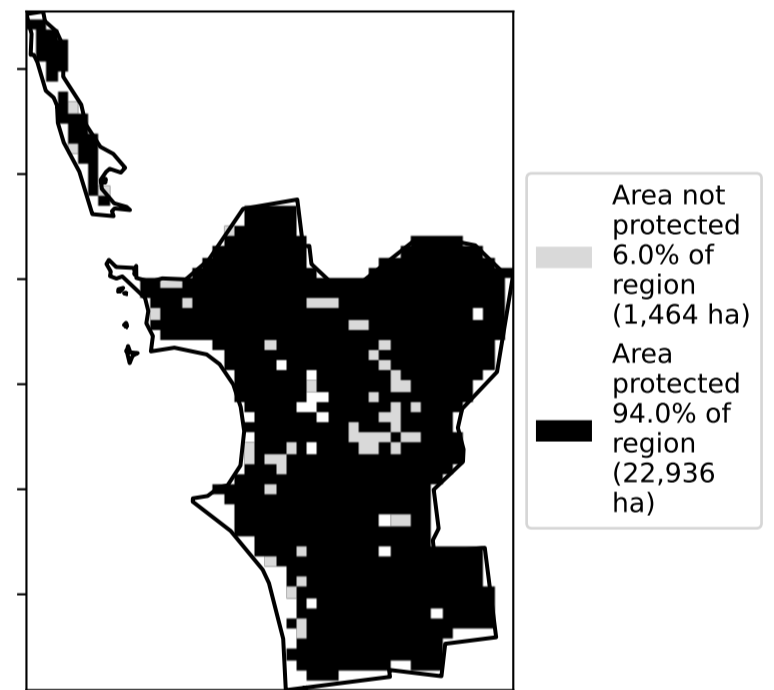 Area not
protected
6.0% of
region
(1,464 ha)
Area
protected
94.0% of
region
(22,936
ha)